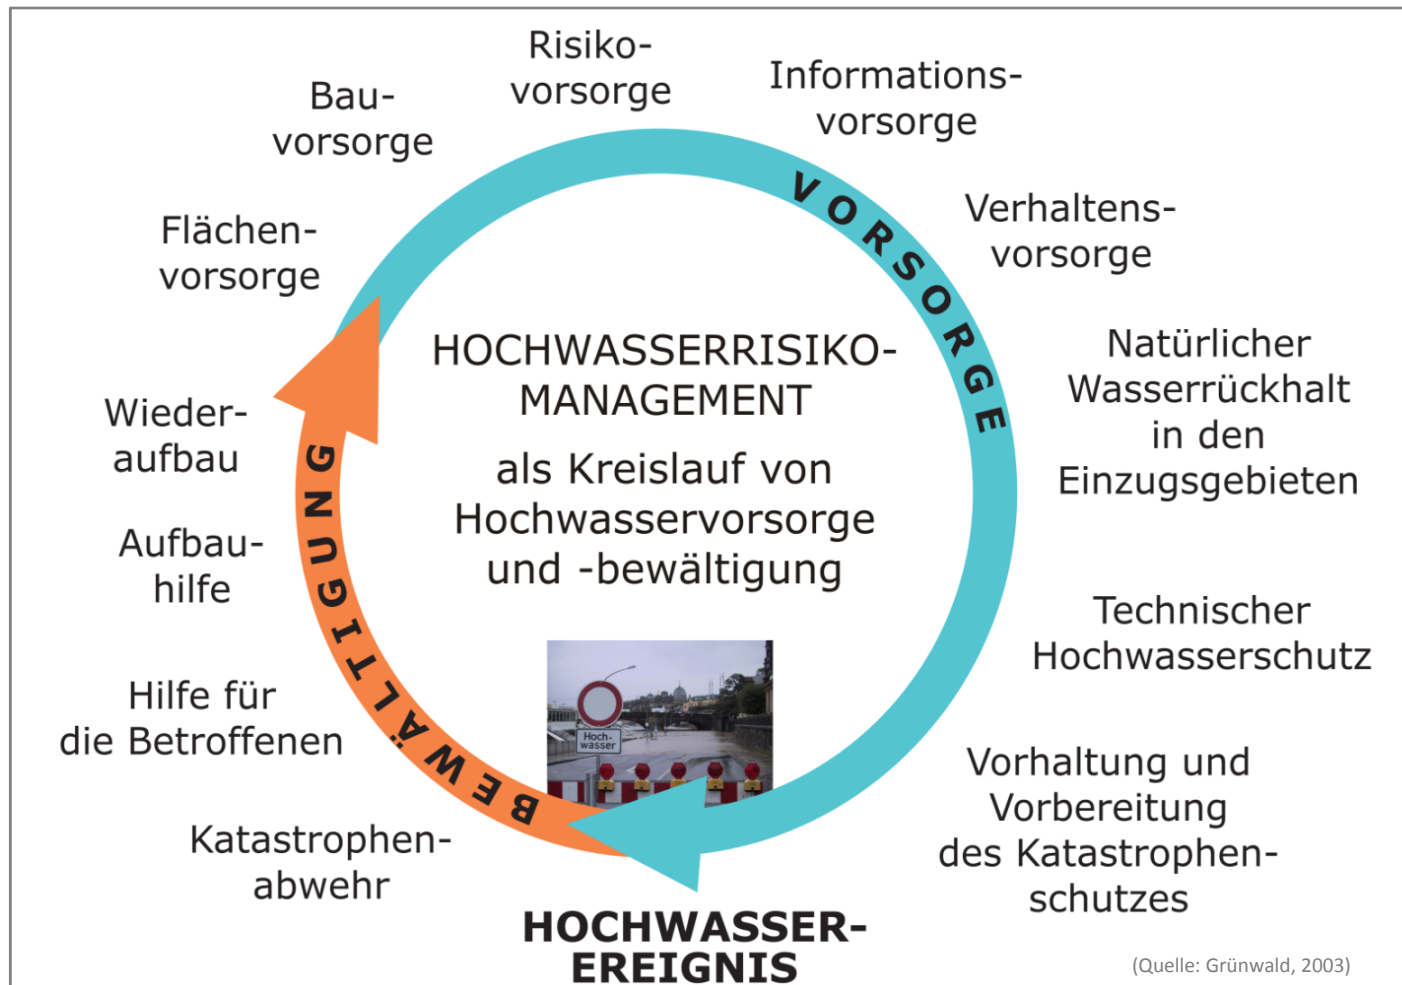 Risiko-
vorsorge
Informations-
vorsorge
Bau-
vorsorge
VORSORGE
Verhaltens-
vorsorge
Flächen-
vorsorge
HOCHWASSERRISIKO-
MANAGEMENT
als Kreislauf von
Hochwasservorsorge
und -bewältigung
Natürlicher
Wasserrückhalt
in den
Einzugsgebieten
Wieder-
aufbau
BEWÄLTIGUNG
Aufbau-
hilfe
Technischer
Hochwasserschutz
Hilfe für
die Betroffenen
Hoch-
wasser
Vorhaltung und
Vorbereitung
des Katastrophen-
schutzes
Katastrophen-
abwehr
HOCHWASSER-
EREIGNIS
(Quelle: Grünwald, 2003)